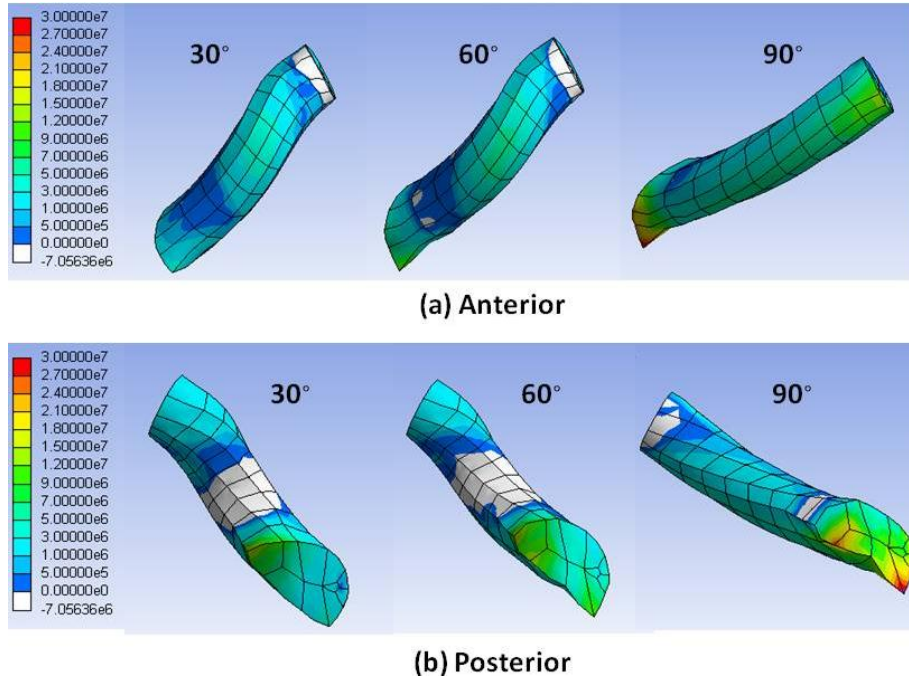 3.00000e7
2.70000e7
2.40000e7
2.10000e7
1.80000e7
1.50000e7
1.20000e7
9.00000e6
7.00000e6
5.00000e6
3.00000e6
1.00000e6
5.00000e5
0.00000e0
-7.05636e6
30° 60° 90°
(a) Anterior
3.00000e7
2.70000e7
2.40000e7
2.10000e7
1.80000e7
1.50000e7
1.20000e7
9.00000e6
7.00000e6
5.00000e6
3.00000e6
1.00000e6
5.00000e5
0.00000e0
-7.05636e6
30° 60° 90°
(b) Posterior